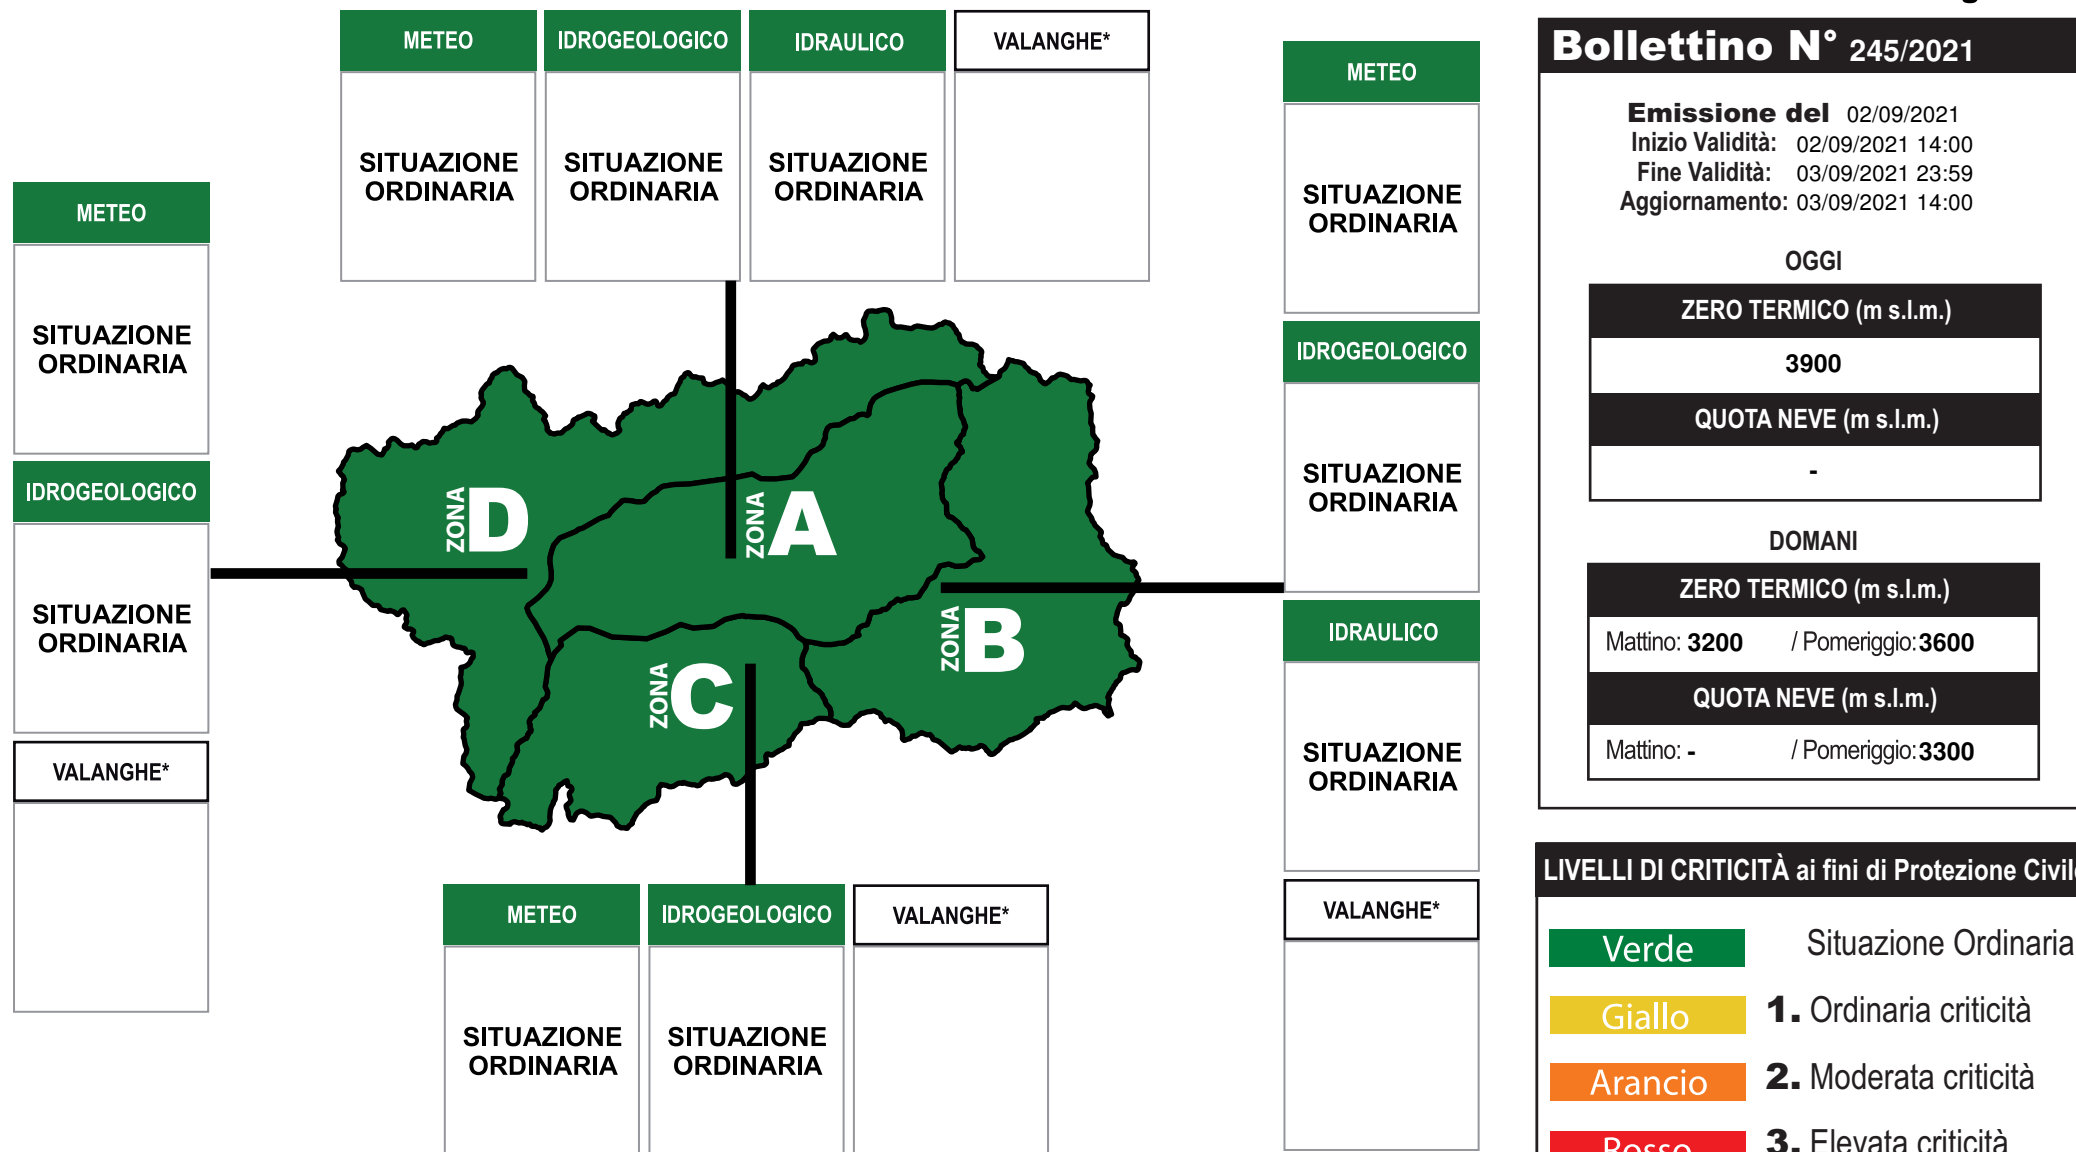 METEO IDROGEOLOGICO IDRAULICO VALANGHE*
SITUAZIONE ORDINARIA
SITUAZIONE ORDINARIA
SITUAZIONE ORDINARIA
METEO
SITUAZIONE
ORDINARIA
IDROGEOLOGICO
SITUAZIONE
ORDINARIA
VALANGHE*
ZONA D
ZONA A
ZONA B
ZONA C
METEO
SITUAZIONE
ORDINARIA
IDROGEOLOGICO
SITUAZIONE
ORDINARIA
IDRAULICO
SITUAZIONE
ORDINARIA
VALANGHE*
METEO IDROGEOLOGICO VALANGHE*
SITUAZIONE ORDINARIA
SITUAZIONE ORDINARIA
Bollettino N° 245/2021
Emissione del 02/09/2021
Inizio Validità: 02/09/2021 14:00
Fine Validità: 03/09/2021 23:59
Aggiornamento: 03/09/2021 14:00
OGGI
ZERO TERMICO (m s.l.m.)
3900
QUOTA NEVE (m s.l.m.)
-
DOMANI
ZERO TERMICO (m s.l.m.)
Mattino: 3200 / Pomeriggio: 3600
QUOTA NEVE (m s.l.m.)
Mattino: - / Pomeriggio: 3300
LIVELLI DI CRITICITÀ ai fini di Protezione Civile
Verde Situazione Ordinaria
Giallo 1. Ordinaria criticità
Arancio 2. Moderata criticità
Rosso 3. Elevata criticità